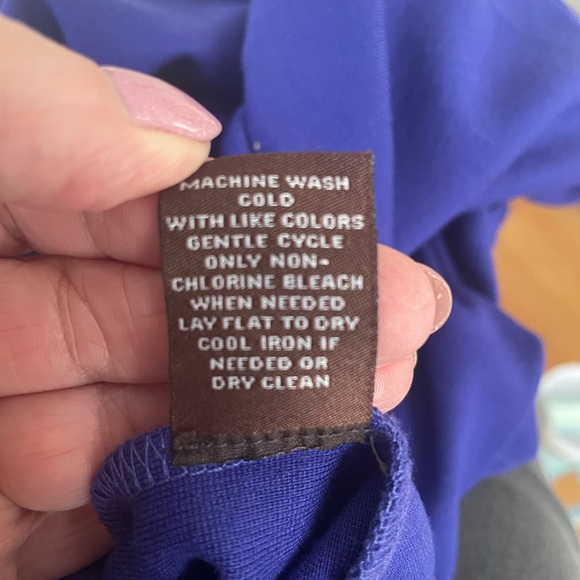 MACHINE WASH
COLD
WITH LIKE COLORS
GENTLE CYCLE
ONLY NON-
CHLORINE BLEACH
WHEN NEEDED
LAY FLAT TO DRY
COOL IRON IF
NEEDED OR
DRY CLEAN